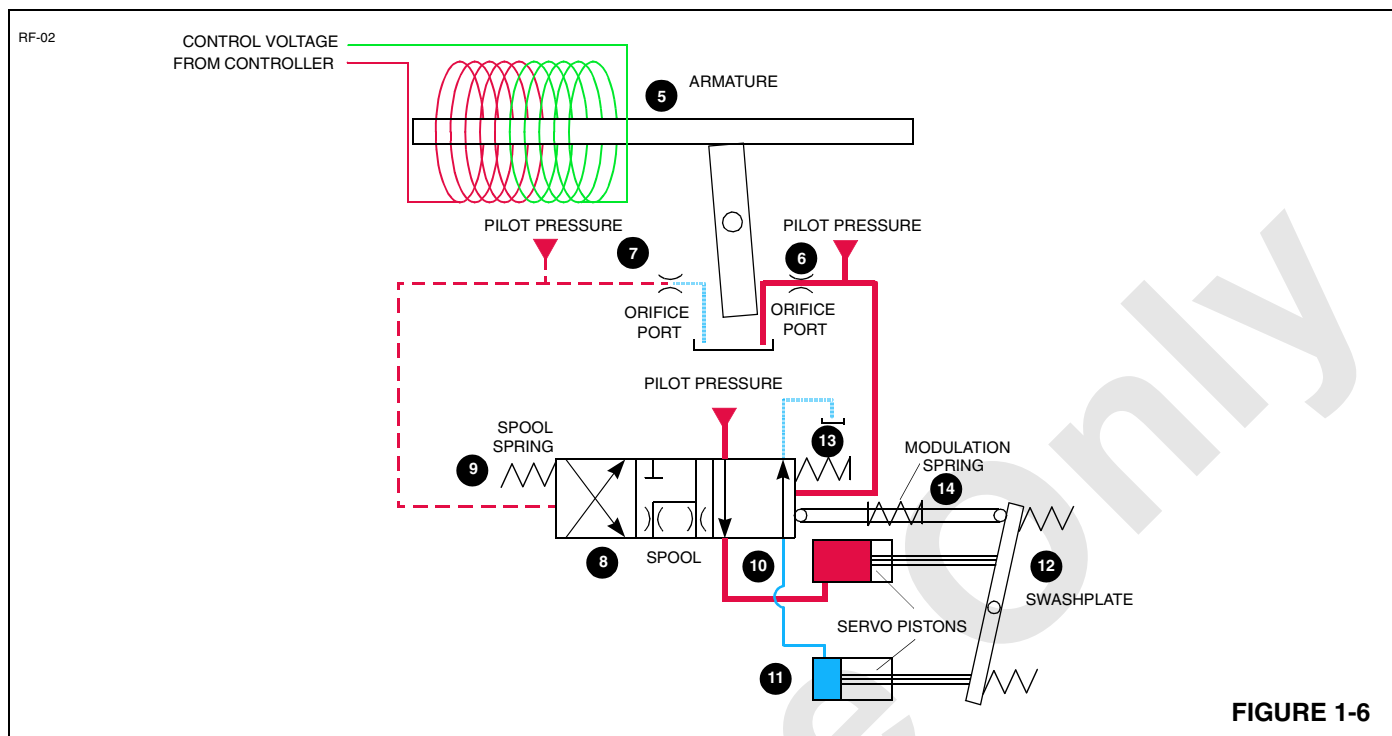 RF-02
CONTROL VOLTAGE
FROM CONTROLLER
5
ARMATURE
PILOT PRESSURE
7
6
PILOT PRESSURE
ORIFICE
PORT
ORIFICE
PORT
PILOT PRESSURE
SPOOL
SPRING
9
13
MODULATION
SPRING
14
8
SPOOL
10
12
SWASHPLATE
SERVO PISTONS
11
FIGURE 1-6
e Only